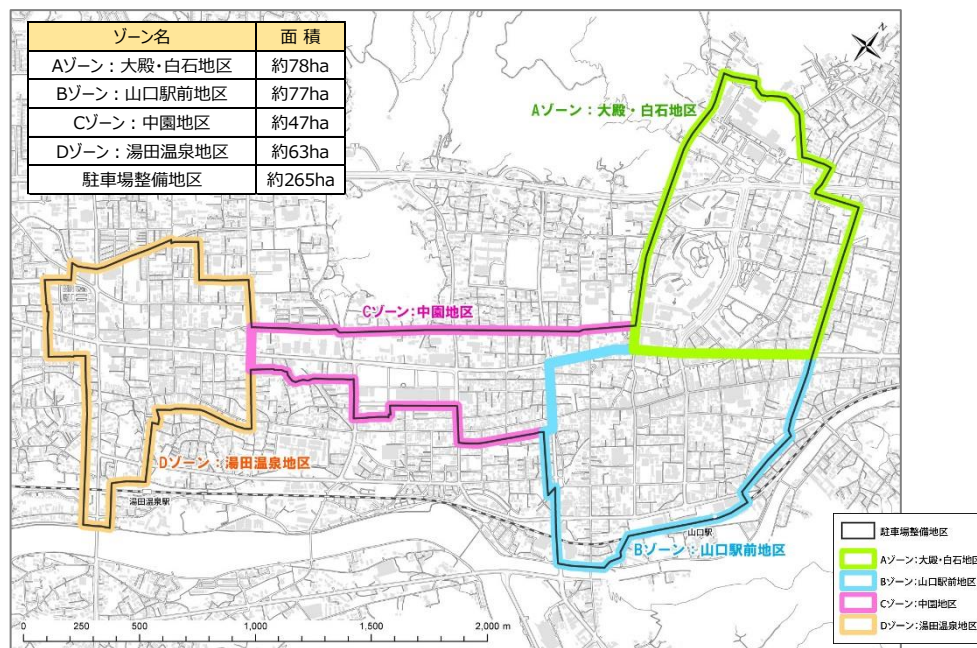 ゾーン名 面 積
Aゾーン：大殿・白石地区 約78ha
Bゾーン：山口駅前地区 約77ha
Cゾーン：中園地区 約47ha
Dゾーン：湯田温泉地区 約63ha
駐車場整備地区 約265ha
N
Aゾーン：大殿・白石地区
Cゾーン：中園地区
Dゾーン：湯田温泉地区
湯田温泉駅
山口駅
Bゾーン：山口駅前地区
駐車場整備地区
Aゾーン：大殿・白石地区
Bゾーン：山口駅前地区
Cゾーン：中園地区
Dゾーン：湯田温泉地区
0 250 500 1,000 1,500 2,000 m